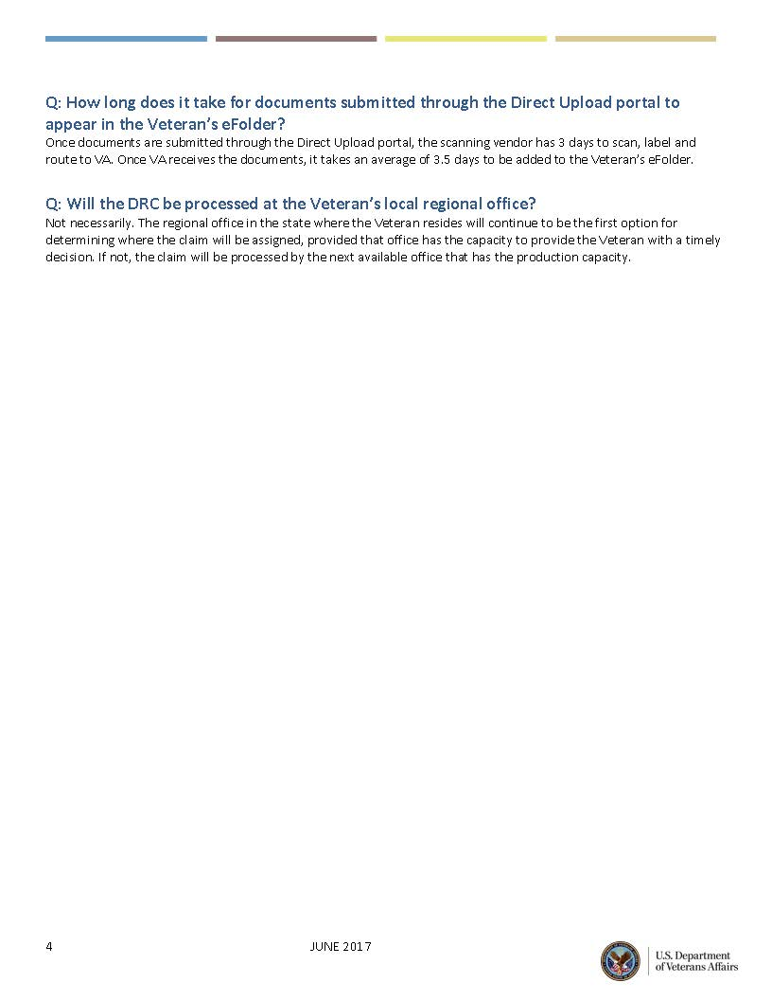 Q: How long does it take for documents submitted through the Direct Upload portal to
appear in the Veteran's eFolder?
Once documents are submitted through the Direct Upload portal, the scanning vendor has 3 days to scan, label and
route to VA. Once VA receives the documents, it takes an average of 3.5 days to be added to the Veteran's eFolder.
Q: Will the DRC be processed at the Veteran's local regional office?
Not necessarily. The regional office in the state where the Veteran resides will continue to be the first option for
determining where the claim will be assigned, provided that office has the capacity to provide the Veteran with a timely
decision. If not, the claim will be processed by the next available office that has the production capacity.
4
JUNE 2017
U.S. Department
of Veterans Affairs